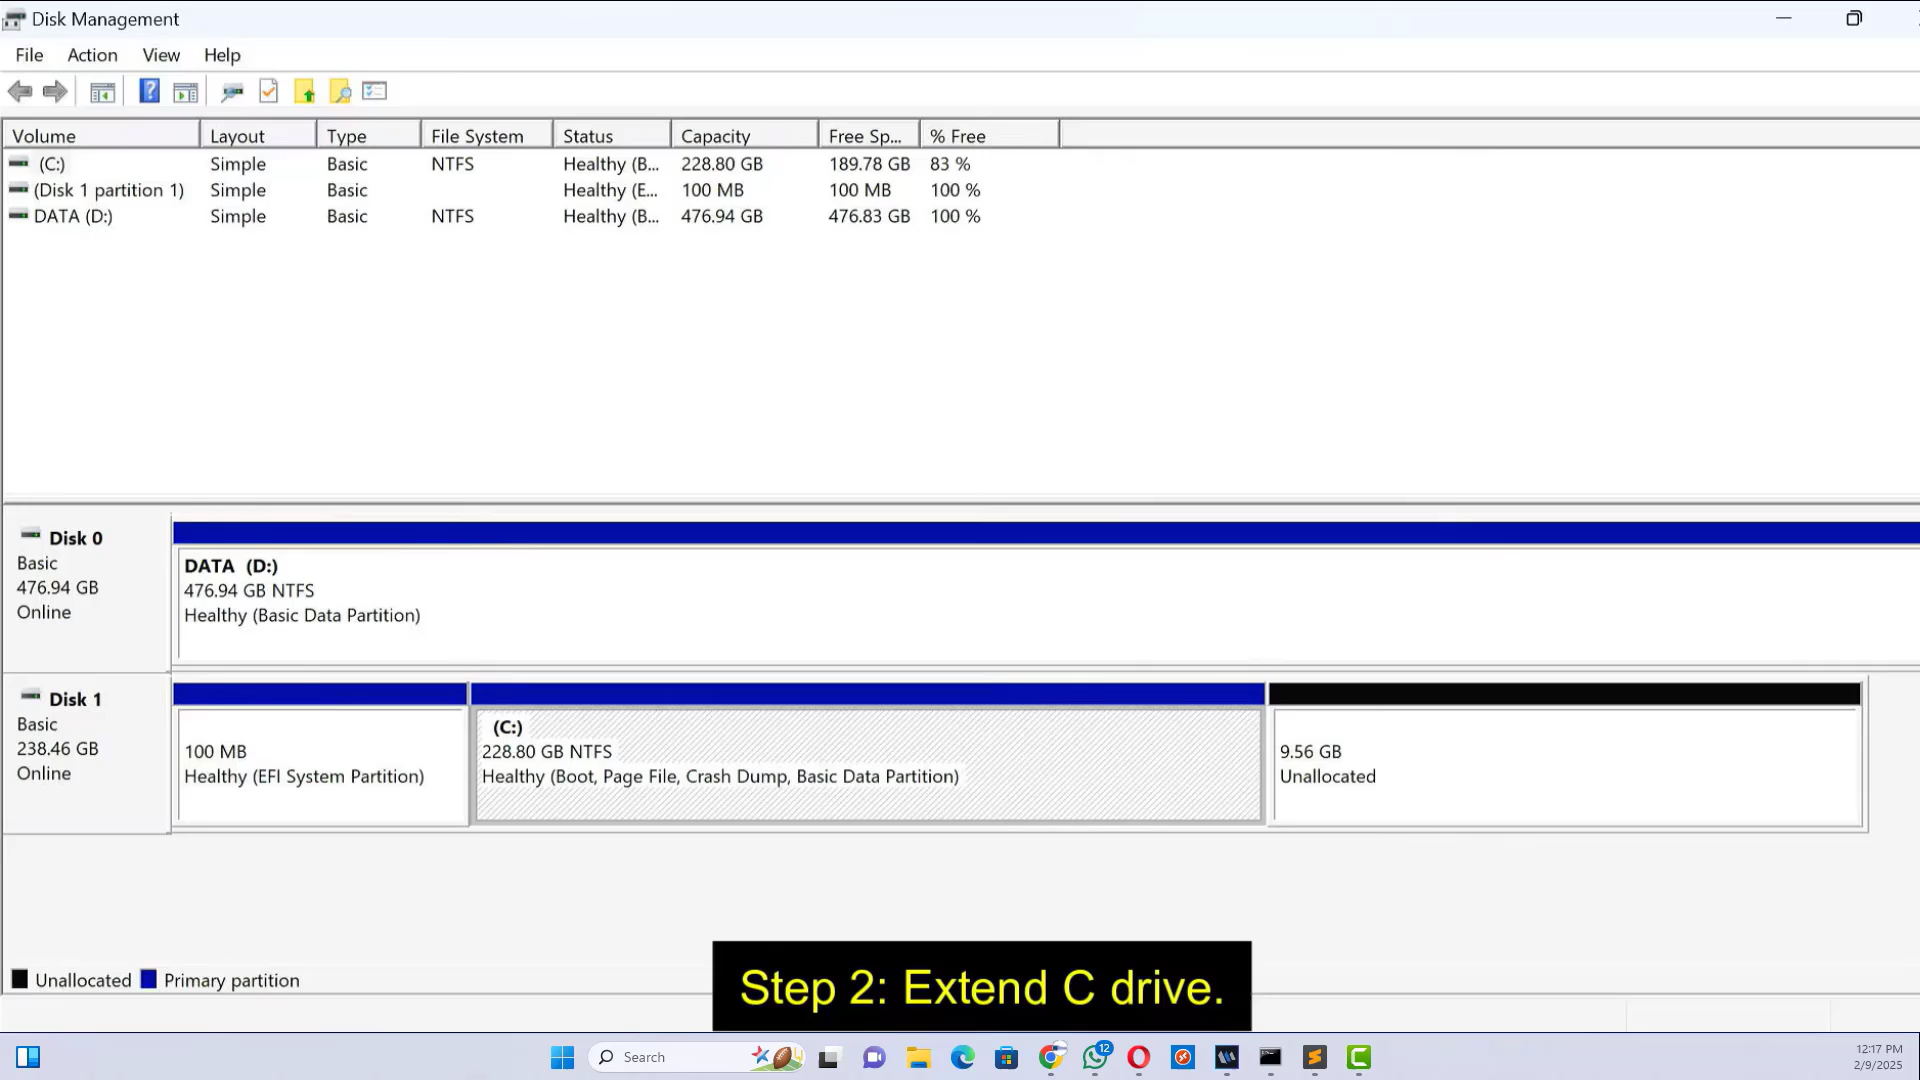 Disk Management
File Action View Help
Volume Layout Type File System Status Capacity Free Sp... % Free
(C:) Simple Basic NTFS Healthy (B... 228.80 GB 189.78 GB 83 %
(Disk 1 partition 1) Simple Basic Healthy (E... 100 MB 100 MB 100 %
DATA (D:) Simple Basic NTFS Healthy (B... 476.94 GB 476.83 GB 100 %
Disk 0
Basic
476.94 GB
Online
DATA (D:)
476.94 GB NTFS
Healthy (Basic Data Partition)
Disk 1
Basic
238.46 GB
Online
100 MB
Healthy (EFI System Partition)
(C:)
228.80 GB NTFS
Healthy (Boot, Page File, Crash Dump, Basic Data Partition)
9.56 GB
Unallocated
Unallocated Primary partition
Step 2: Extend C drive.
Search
12
12:17 PM
2/9/2025